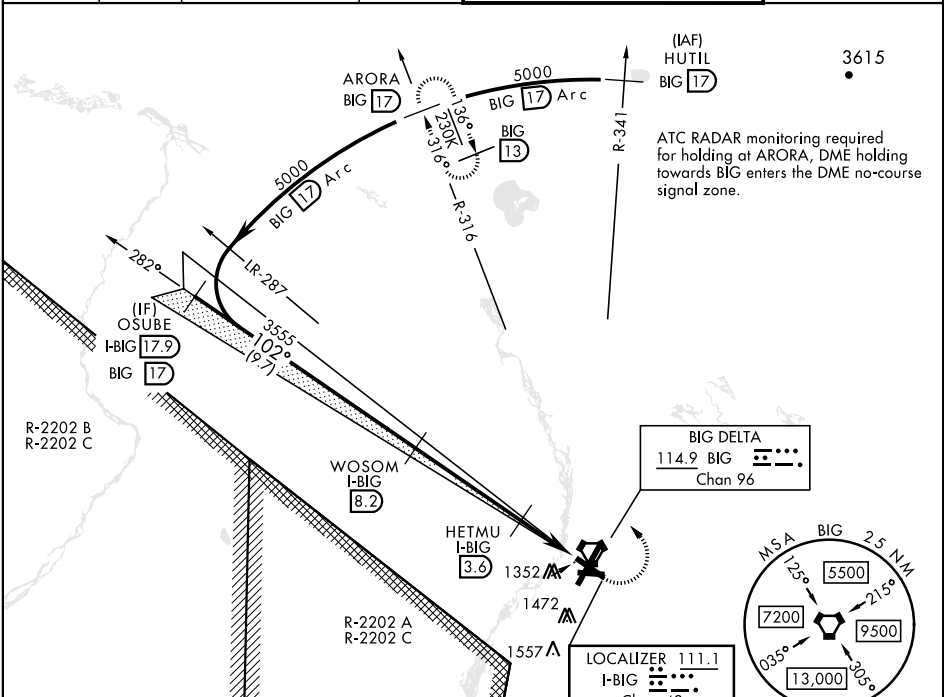 (IAF)
HUTIL
BIG 17
3615
ARORA
BIG 17
5000
BIG 17 Arc
136°
230K
316°
BIG
13
R-341
ATC RADAR monitoring required
for holding at ARORA, DME holding
towards BIG enters the DME no-course
signal zone.
5000
BIG 17 Arc
R-316
282°
LR-287
(IF)
OSUBE
I-BIG 17.9
BIG 17
3555
102°
(9.7)
R-2202 B
R-2202 C
WOSOM
I-BIG
8.2
BIG DELTA
114.9 BIG
Chan 96
HETMU
I-BIG
3.6
1352
1472
1557
R-2202 A
R-2202 C
LOCALIZER 111.1
I-BIG
MSA BIG 25 NM
125°
5500
215°
7200
9500
035°
13,000
305°